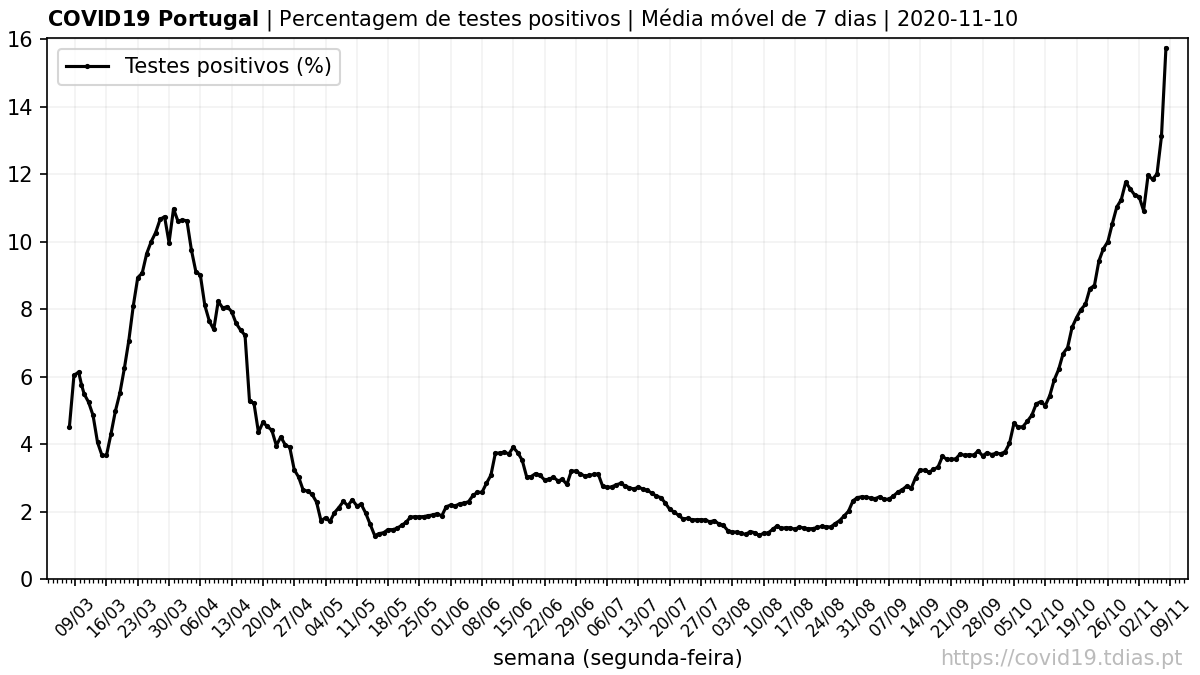 COVID19 Portugal | Percentagem de testes positivos | Média móvel de 7 dias | 2020-11-10
Testes positivos (%)
16
14
12
10
8
6
4
2
0
09/03 16/03 23/03 30/03 06/04 13/04 20/04 27/04 04/05 11/05 18/05 25/05 01/06 08/06 15/06 22/06 29/06 06/07 13/07 20/07 27/07 03/08 10/08 17/08 24/08 31/08 07/09 14/09 21/09 28/09 05/10 12/10 19/10 26/10 02/11 09/11
semana (segunda-feira)
https://covid19.tdias.pt